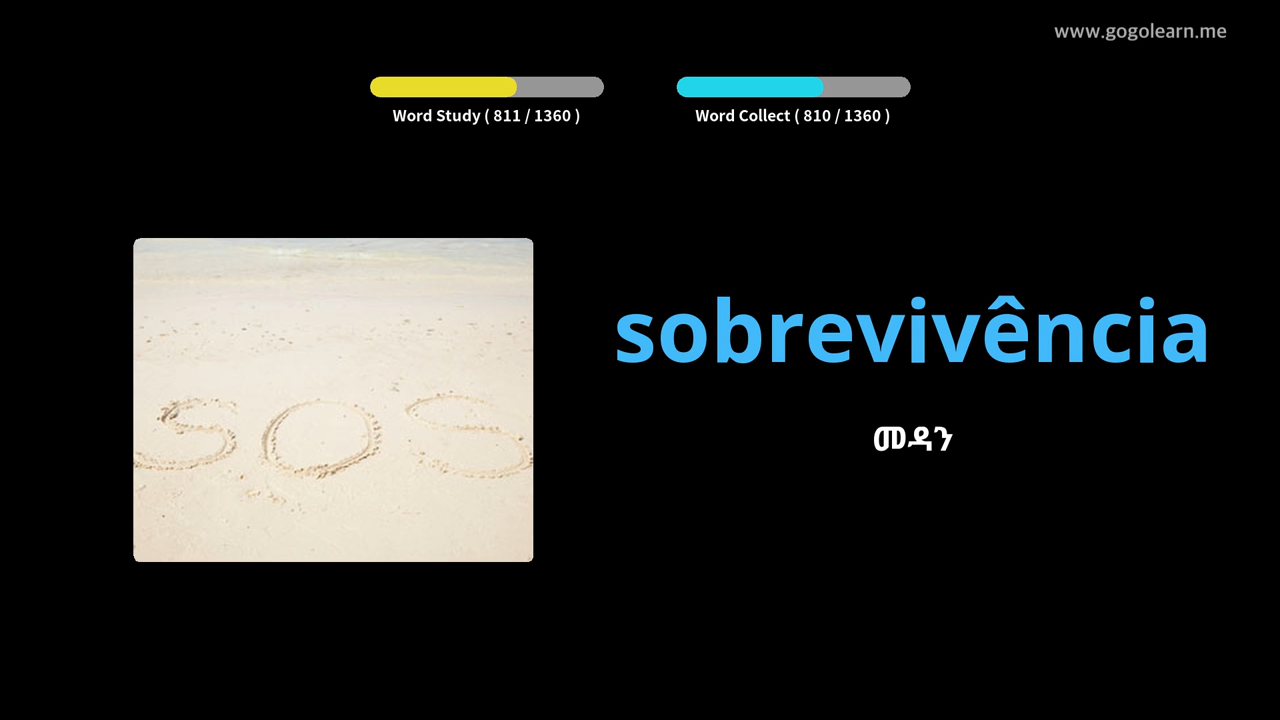 www.gogolearn.me
Word Study ( 811 / 1360 )
Word Collect ( 810 / 1360 )
SOS
sobrevivência
መዳን